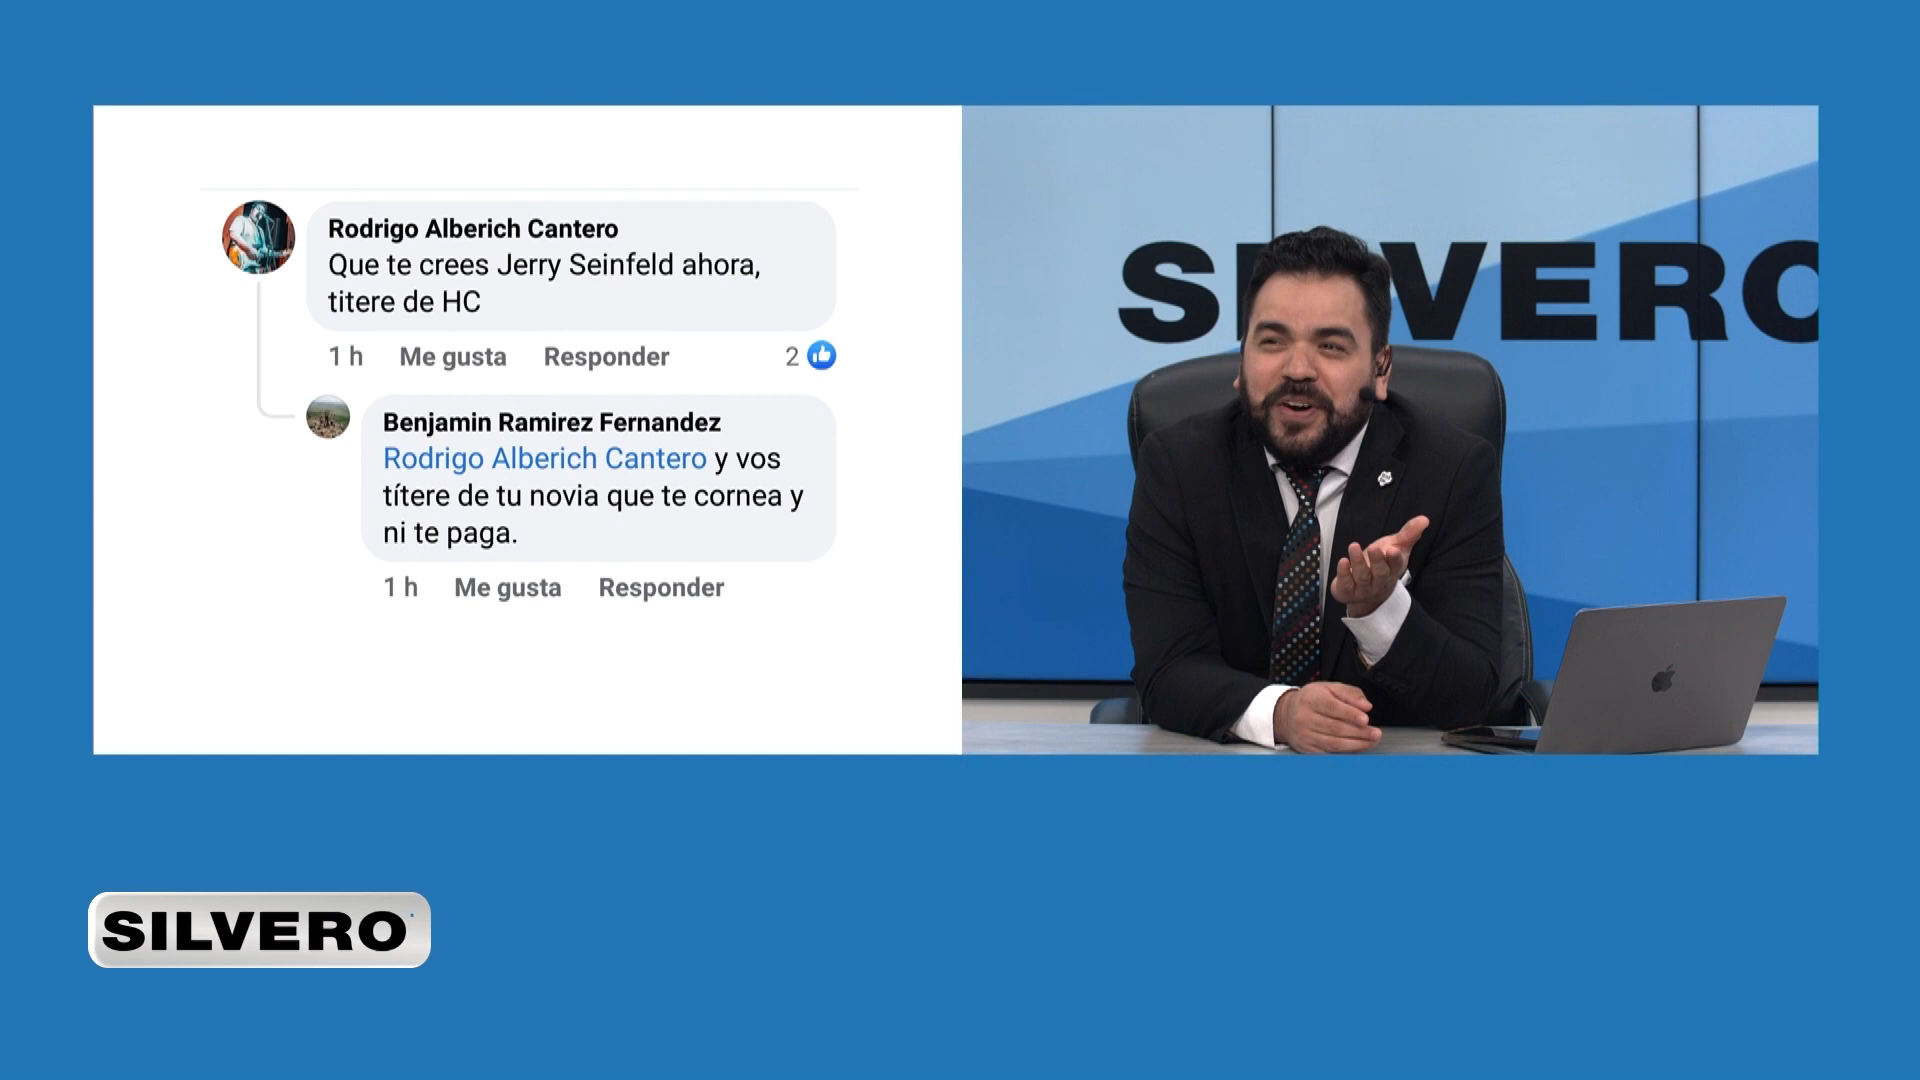 Rodrigo Alberich Cantero
Que te crees Jerry Seinfeld ahora,
titere de HC
1 h Me gusta Responder 2
Benjamin Ramirez Fernandez
Rodrigo Alberich Cantero y vos
títere de tu novia que te cornea y
ni te paga.
1 h Me gusta Responder
SILVERO
SILVERO